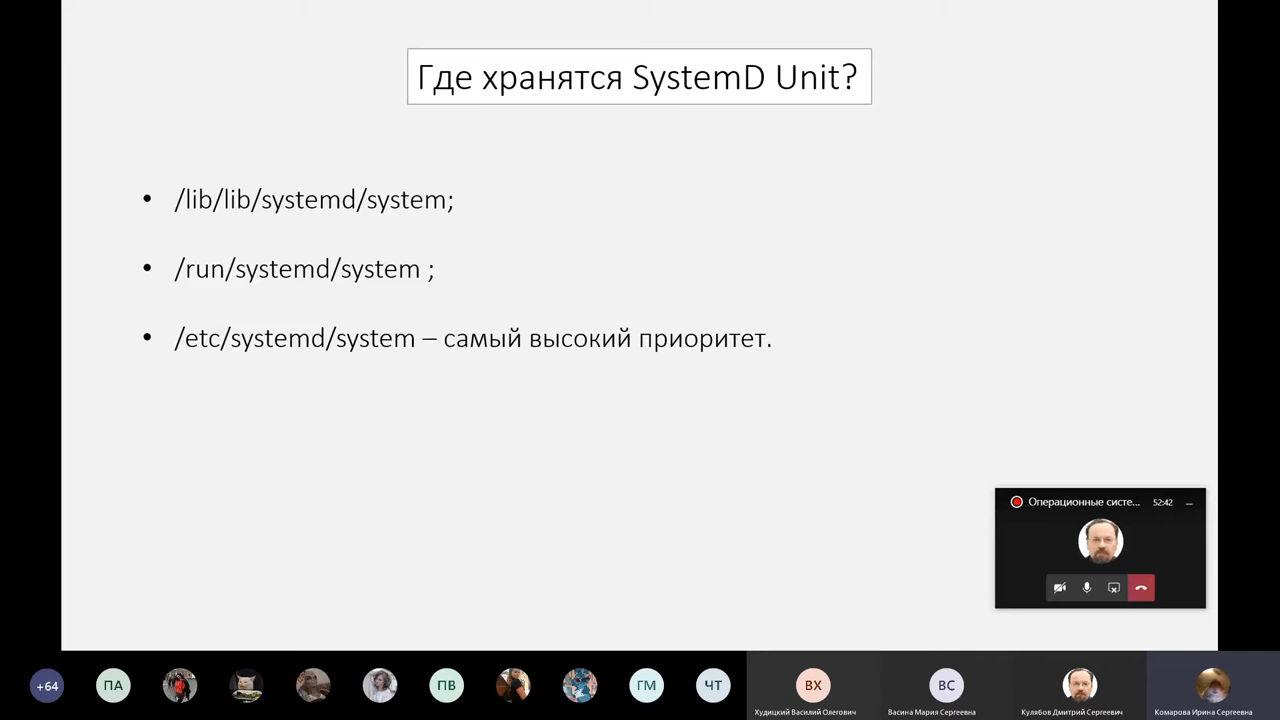 Где хранятся SystemD Unit?
• /lib/lib/systemd/system;
• /run/systemd/system ;
• /etc/systemd/system – самый высокий приоритет.
Операционные систе... 52:42
+64
ПА
ПВ
ГМ
ЧТ
ВХ
ВС
Худицкий Василий Олегович
Васина Мария Сергеевна
Кулябов Дмитрий Сергеевич
Комарова Ирина Сергеевна